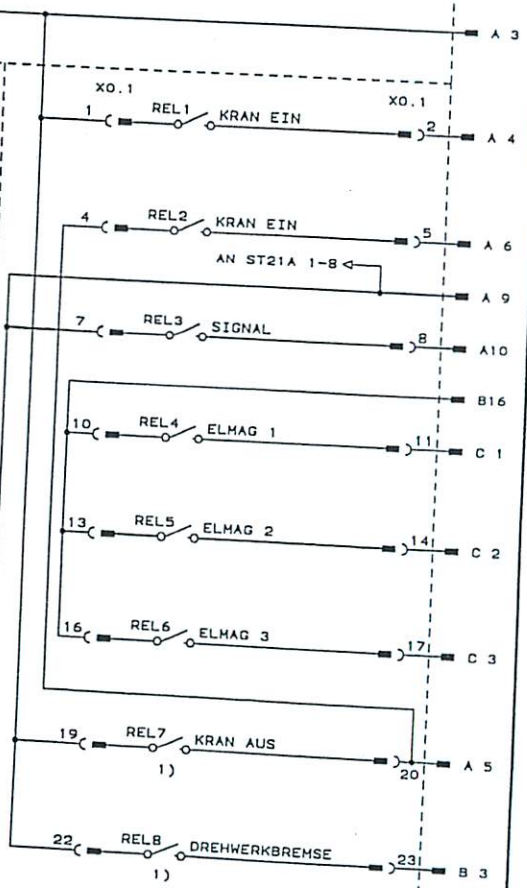 A 3
X0.1 X0.1
1 REL1 KRAN EIN 2 A 4
4 REL2 KRAN EIN 5 A 6
AN ST21A 1-8
A 9
7 REL3 SIGNAL 8 A10
B16
10 REL4 ELMAG 1 11 C 1
13 REL5 ELMAG 2 14 C 2
16 REL6 ELMAG 3 17 C 3
19 REL7 KRAN AUS 20 A 5
1)
22 REL8 DREHWERKBREMSE 23 B 3
1)